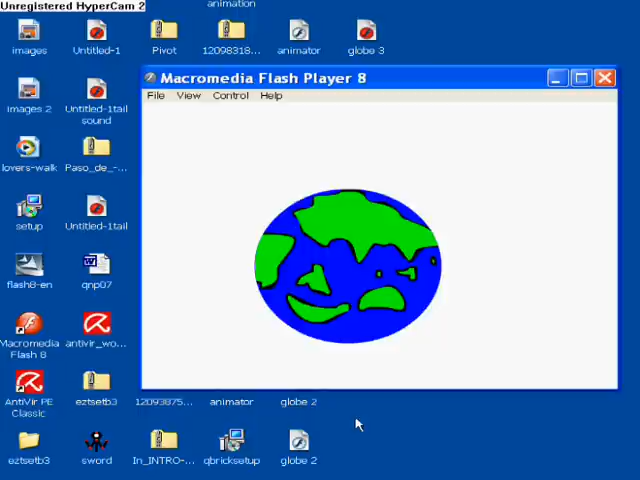 Unregistered HyperCam 2
animation
images
Untitled-1
Pivot
12098318...
animator
globe 3
Macromedia Flash Player 8
File View Control Help
images 2
Untitled-1tail
sound
lovers-walk
Paso_de_-...
setup
Untitled-1tail
flash8-en
qnp07
Macromedia
Flash 8
antivir_wo...
AntiVir PE
Classic
eztsetb3
12093875...
animator
globe 2
eztsetb3
sword
In_INTRO-...
qbricksetup
globe 2